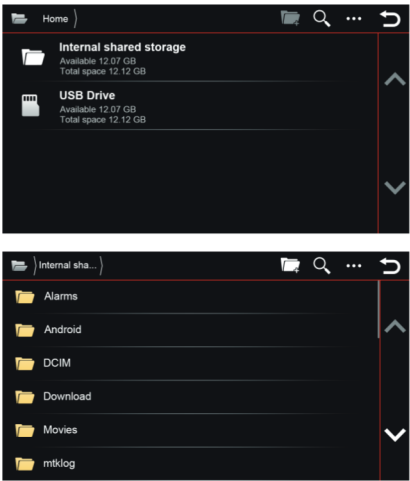 Home
Internal shared storage
Available 12.07 GB
Total space 12.12 GB
USB Drive
Available 12.07 GB
Total space 12.12 GB
Internal sha...
Alarms
Android
DCIM
Download
Movies
mtklog